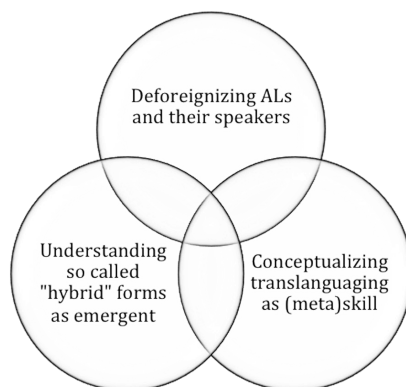 Deforeignizing ALs
and their speakers
Understanding
so called
"hybrid" forms
as emergent
Conceptualizing
translanguaging
as (meta)skill